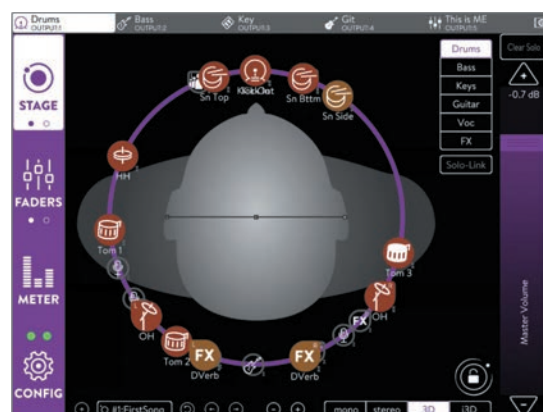 Drums
OUTPUT:1
Bass
OUTPUT:2
Key
OUTPUT:3
Git
OUTPUT:4
This is ME
OUTPUT:5
STAGE
FADERS
METER
CONFIG
Sn Top
Sn Bttm
Sn Side
HH
Tom 1
Tom 3
OH
OH
Tom 2
FX
DVerb
FX
DVerb
FX
Drums
Bass
Keys
Guitar
Voc
FX
Solo-Link
Clear Solo
-0,7 dB
Master Volume
#1:FirstSong
mono
stereo
3D
i3D